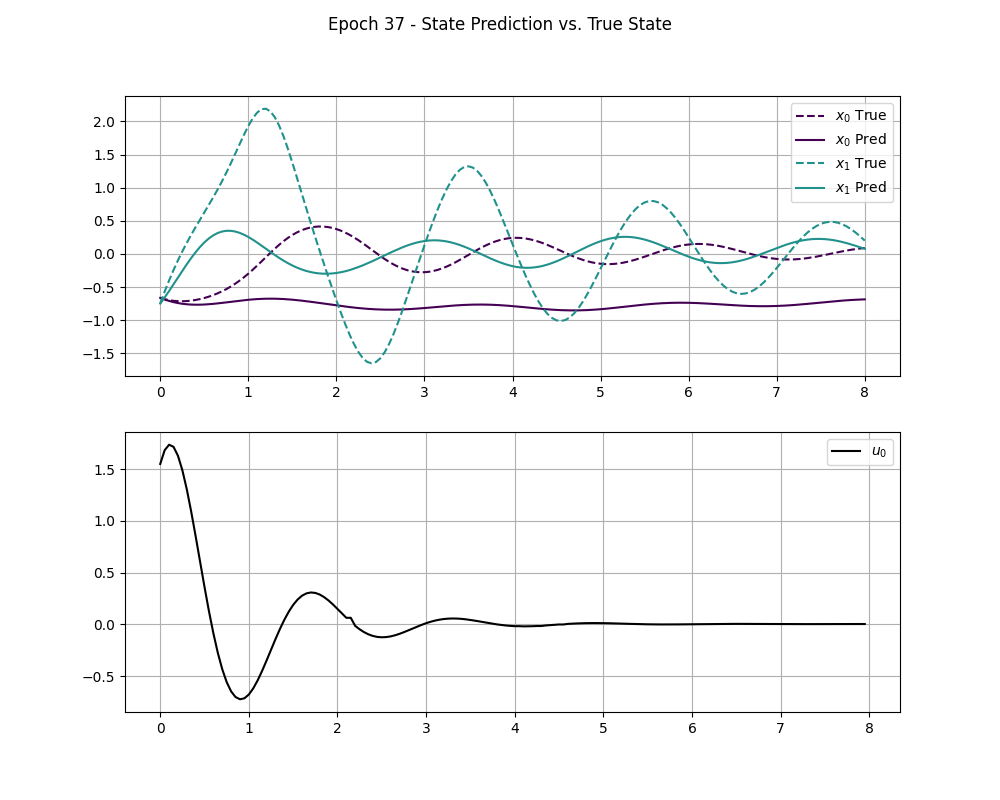 Epoch 37 - State Prediction vs. True State
2.0
1.5
1.0
0.5
0.0
−0.5
−1.0
−1.5
x₀ True
x₀ Pred
x₁ True
x₁ Pred
0 1 2 3 4 5 6 7 8
1.5
1.0
0.5
0.0
−0.5
u₀
0 1 2 3 4 5 6 7 8